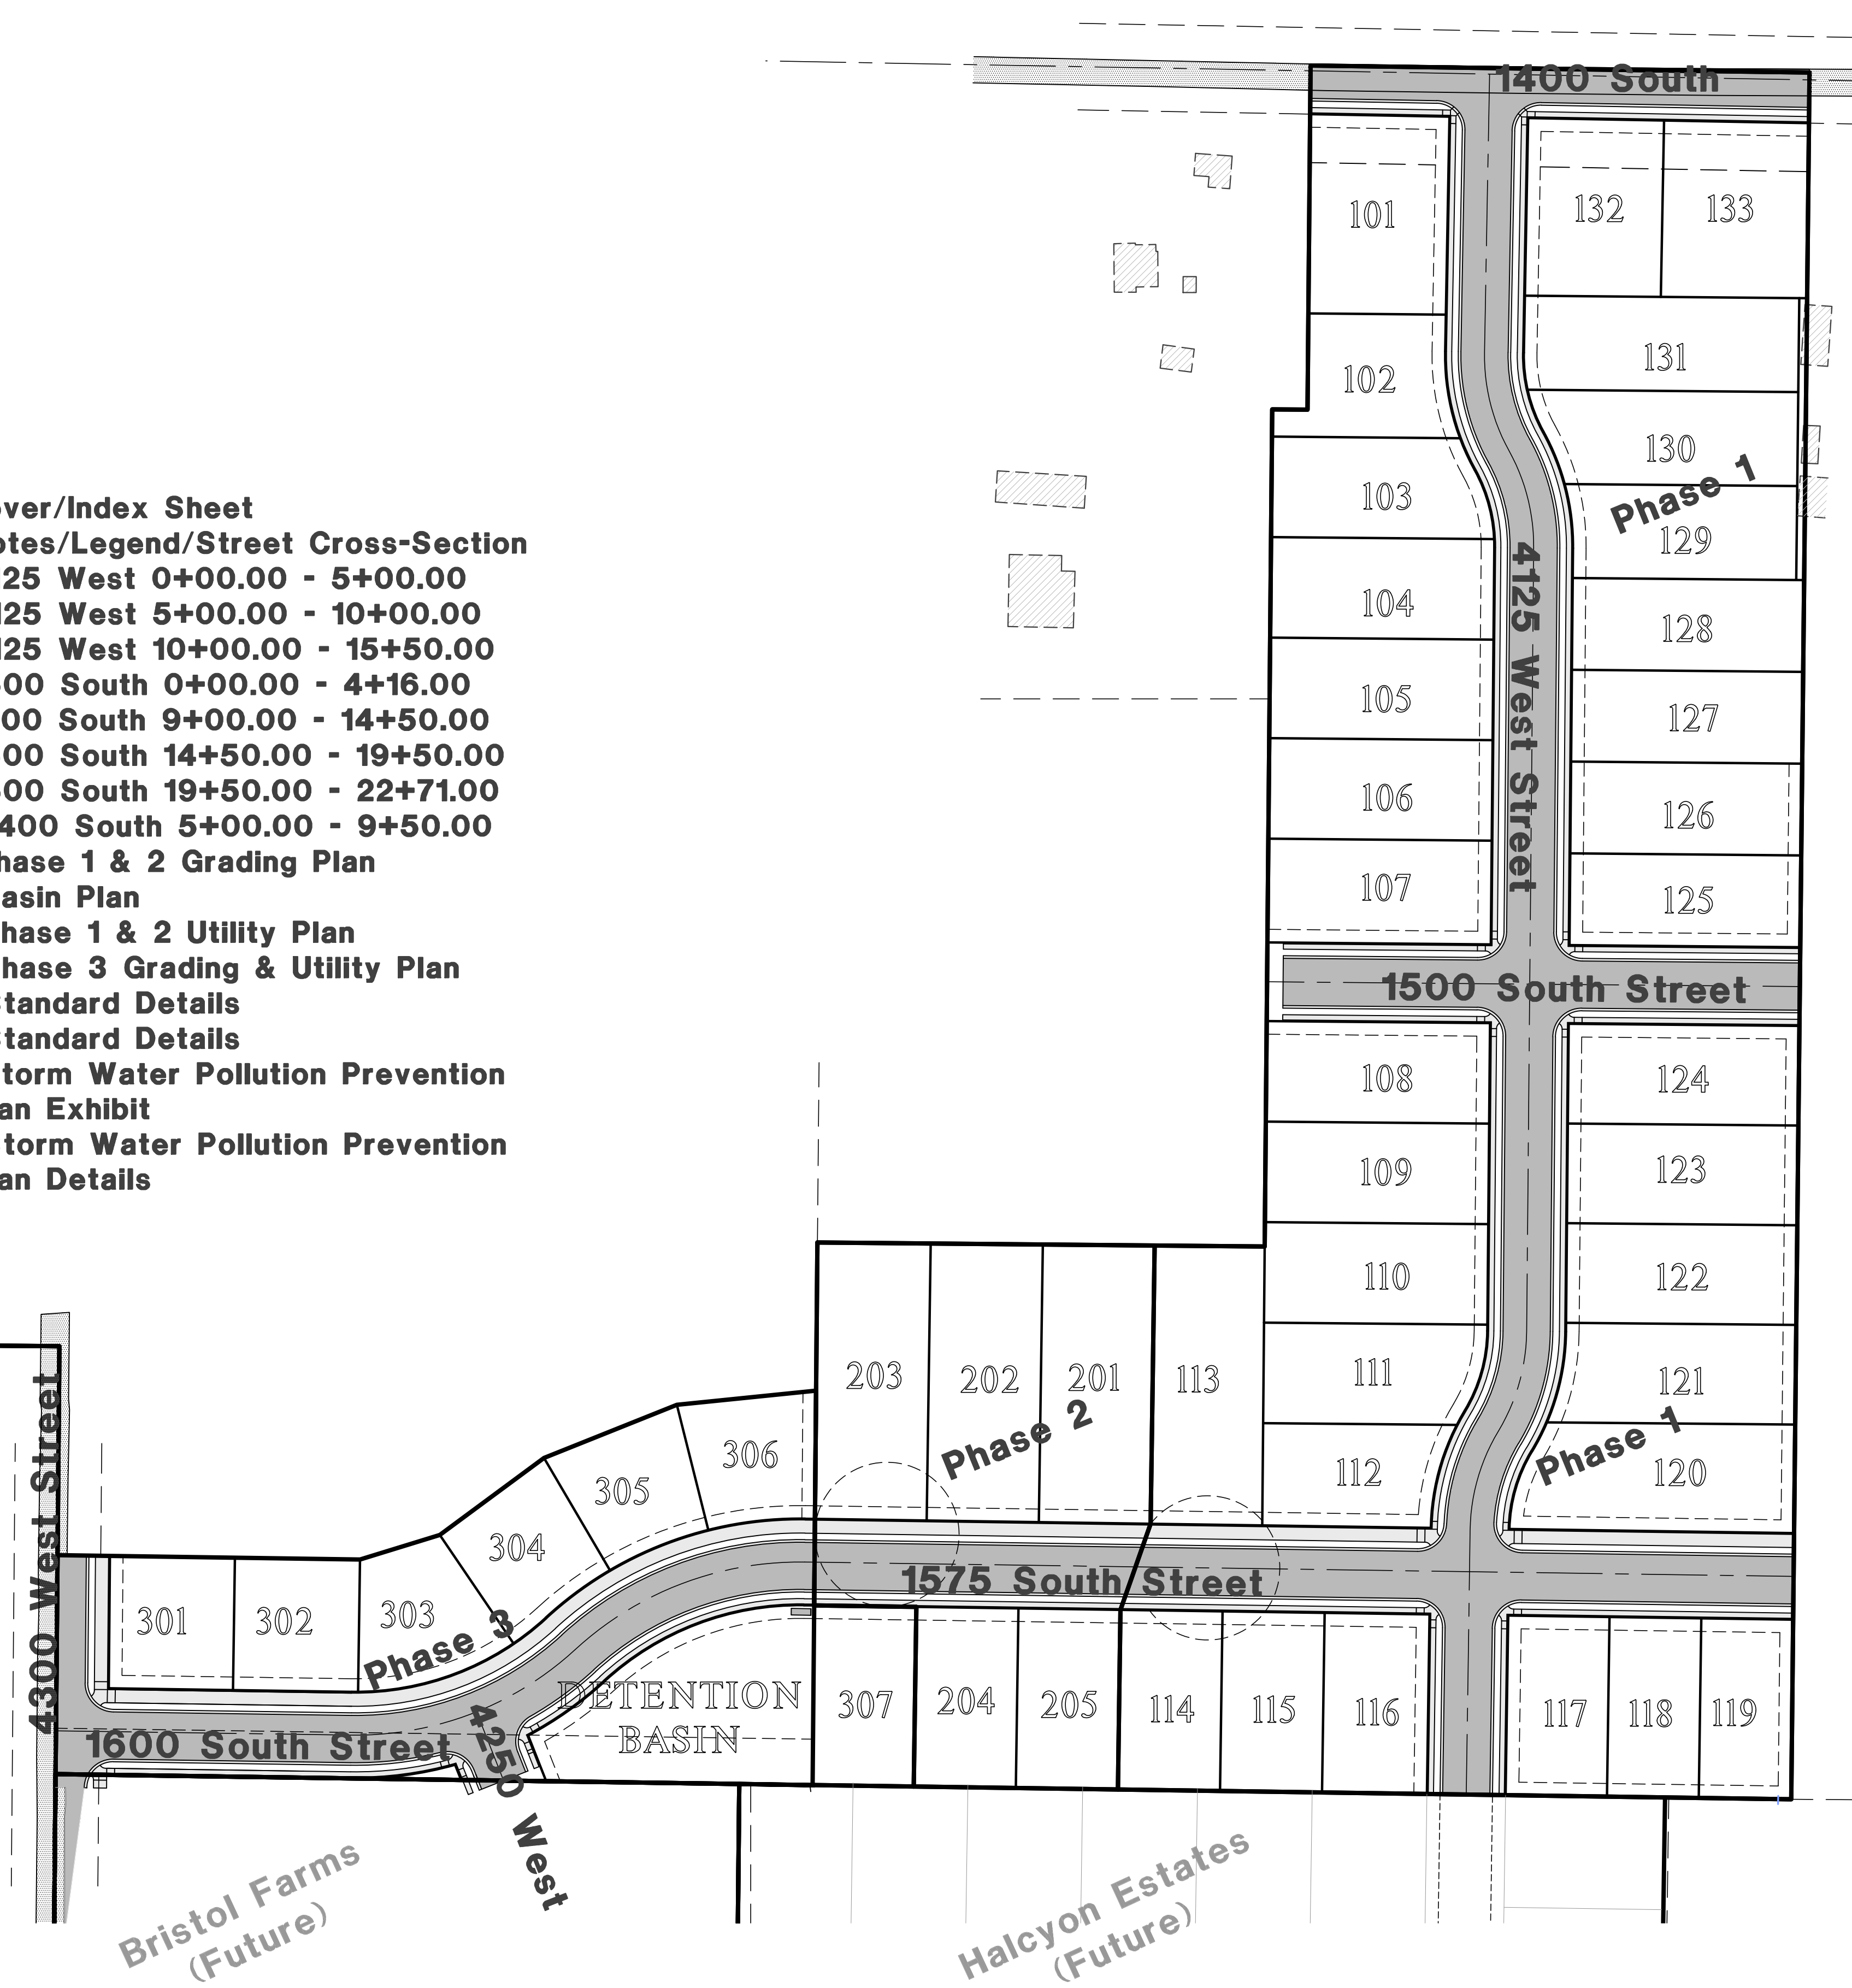 1400 South
101
132
133
131
102
130
Phase 1
103
129
over/Index Sheet
otes/Legend/Street Cross-Section
25 West 0+00.00 - 5+00.00
125 West 5+00.00 - 10+00.00
125 West 10+00.00 - 15+50.00
00 South 0+00.00 - 4+16.00
00 South 9+00.00 - 14+50.00
00 South 14+50.00 - 19+50.00
00 South 19+50.00 - 22+71.00
400 South 5+00.00 - 9+50.00
hase 1 & 2 Grading Plan
asin Plan
hase 1 & 2 Utility Plan
hase 3 Grading & Utility Plan
Standard Details
Standard Details
torm Water Pollution Prevention
an Exhibit
torm Water Pollution Prevention
an Details
4125 West Street
104
128
105
127
106
126
107
125
1500 South Street
108
124
109
123
110
122
203
202
201
113
111
121
Phase 2
Phase 1
112
120
306
305
304
4300 West Street
301
302
303
Phase 3
1575 South Street
DETENTION
BASIN
307
204
205
114
115
116
117
118
119
1600 South Street
4250 West
Bristol Farms
(Future)
Halcyon Estates
(Future)